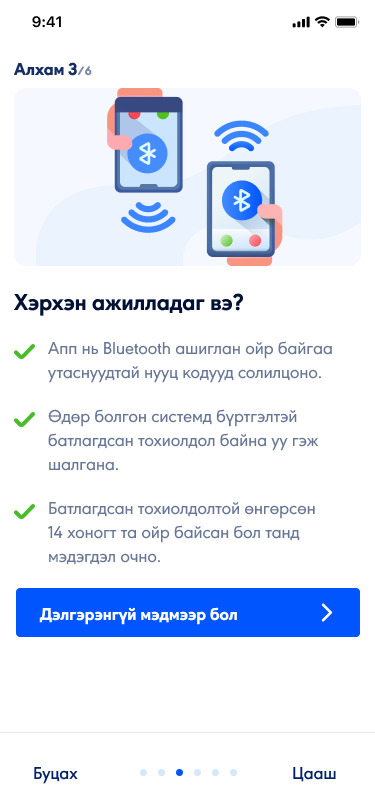 9:41
Алхам 3/6
Хэрхэн ажилладаг вэ?
Апп нь Bluetooth ашиглан ойр байгаа
утаснуудтай нууц кодууд солилцоно.
Өдөр болгон системд бүртгэлтэй
батлагдсан тохиолдол байна уу гэж
шалгана.
Батлагдсан тохиолдолтой өнгөрсөн
14 хоногт та ойр байсан бол танд
мэдэгдэл очно.
Дэлгэрэнгүй мэдмээр бол
Буцах
Цааш